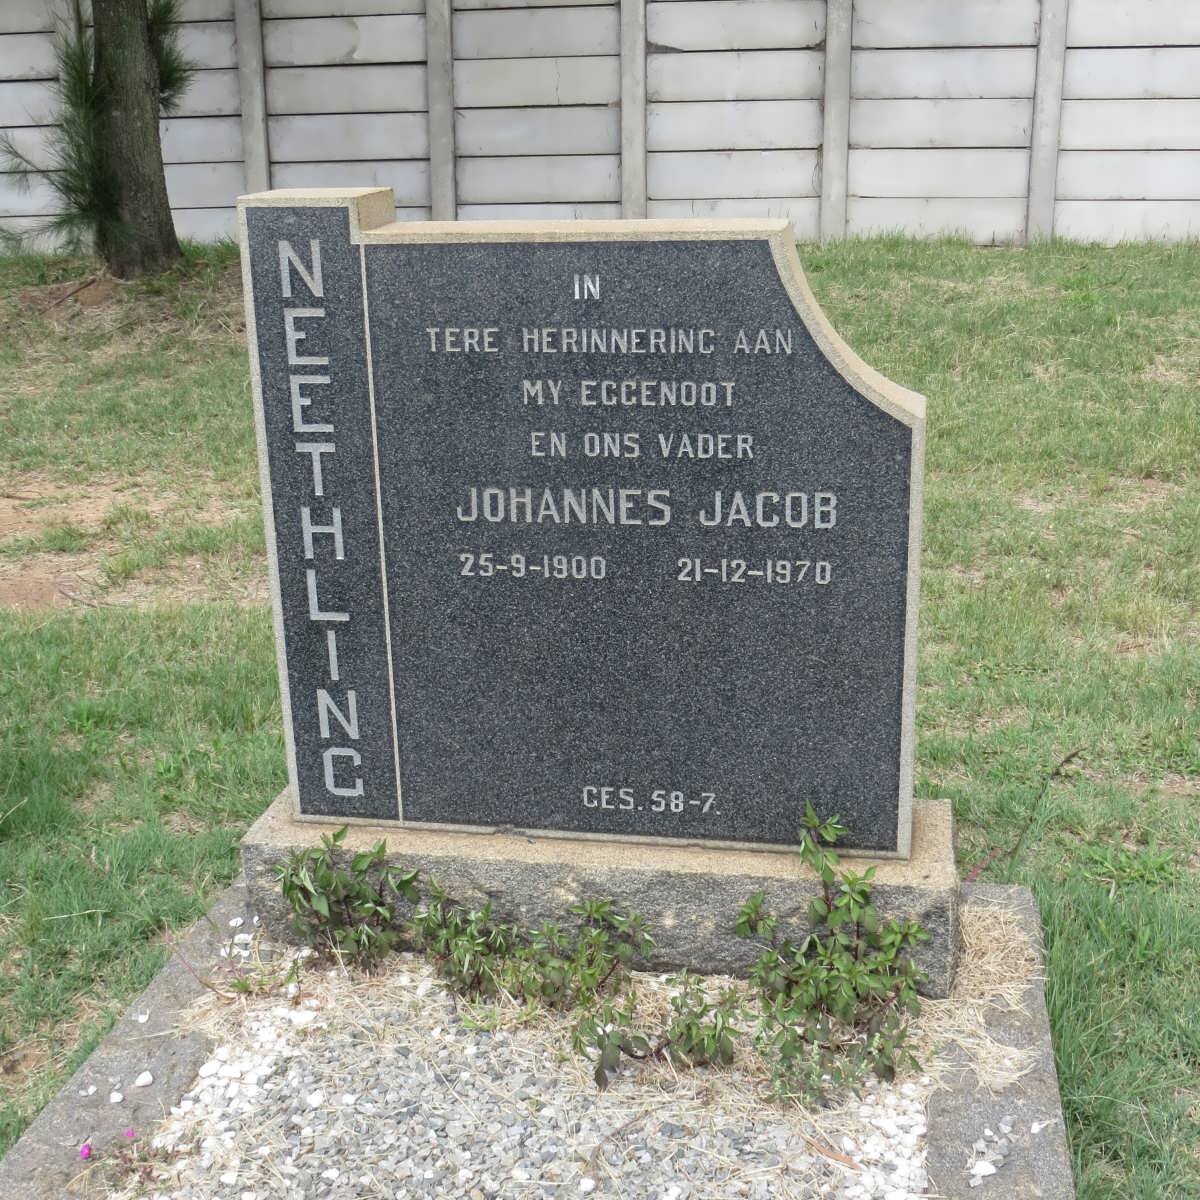 NEETHLING
IN
TERE HERINNERING AAN
MY EGGENOOT
EN ONS VADER
JOHANNES JACOB
25-9-1900 21-12-1970
GES. 58-7.